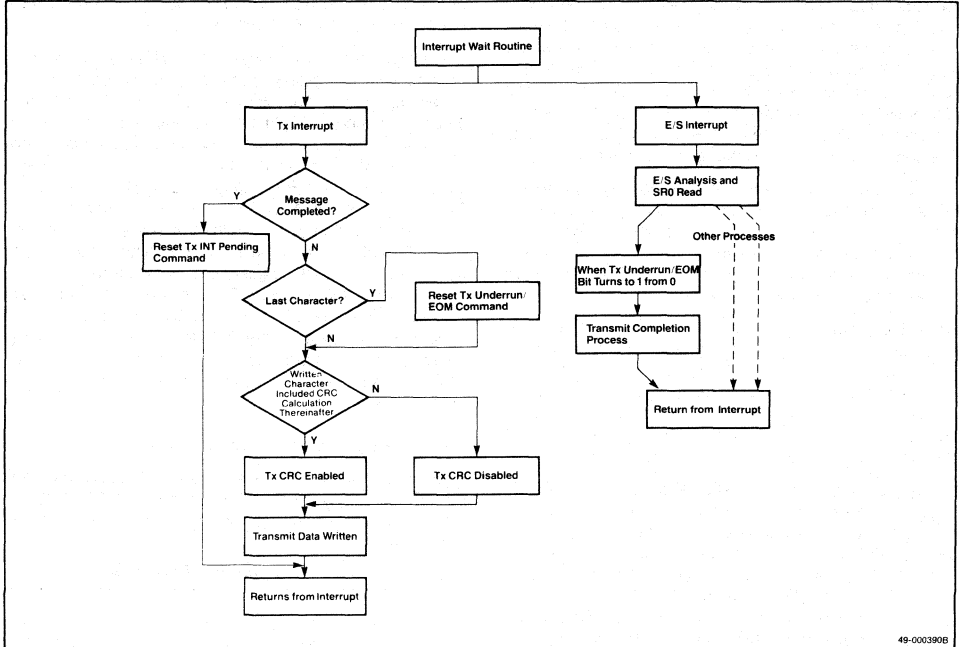 Interrupt Wait Routine
Tx Interrupt
E/S Interrupt
Message
Completed?
Y
N
E/S Analysis and
SR0 Read
Other Processes
Reset Tx INT Pending
Command
When Tx Underrun/EOM
Bit Turns to 1 from 0
Last Character?
Y
N
Reset Tx Underrun/
EOM Command
Transmit Completion
Process
Written
Character
Included CRC
Calculation
Thereinafter
N
Y
Return from Interrupt
Tx CRC Enabled
Tx CRC Disabled
Transmit Data Written
Returns from Interrupt
49-000390B